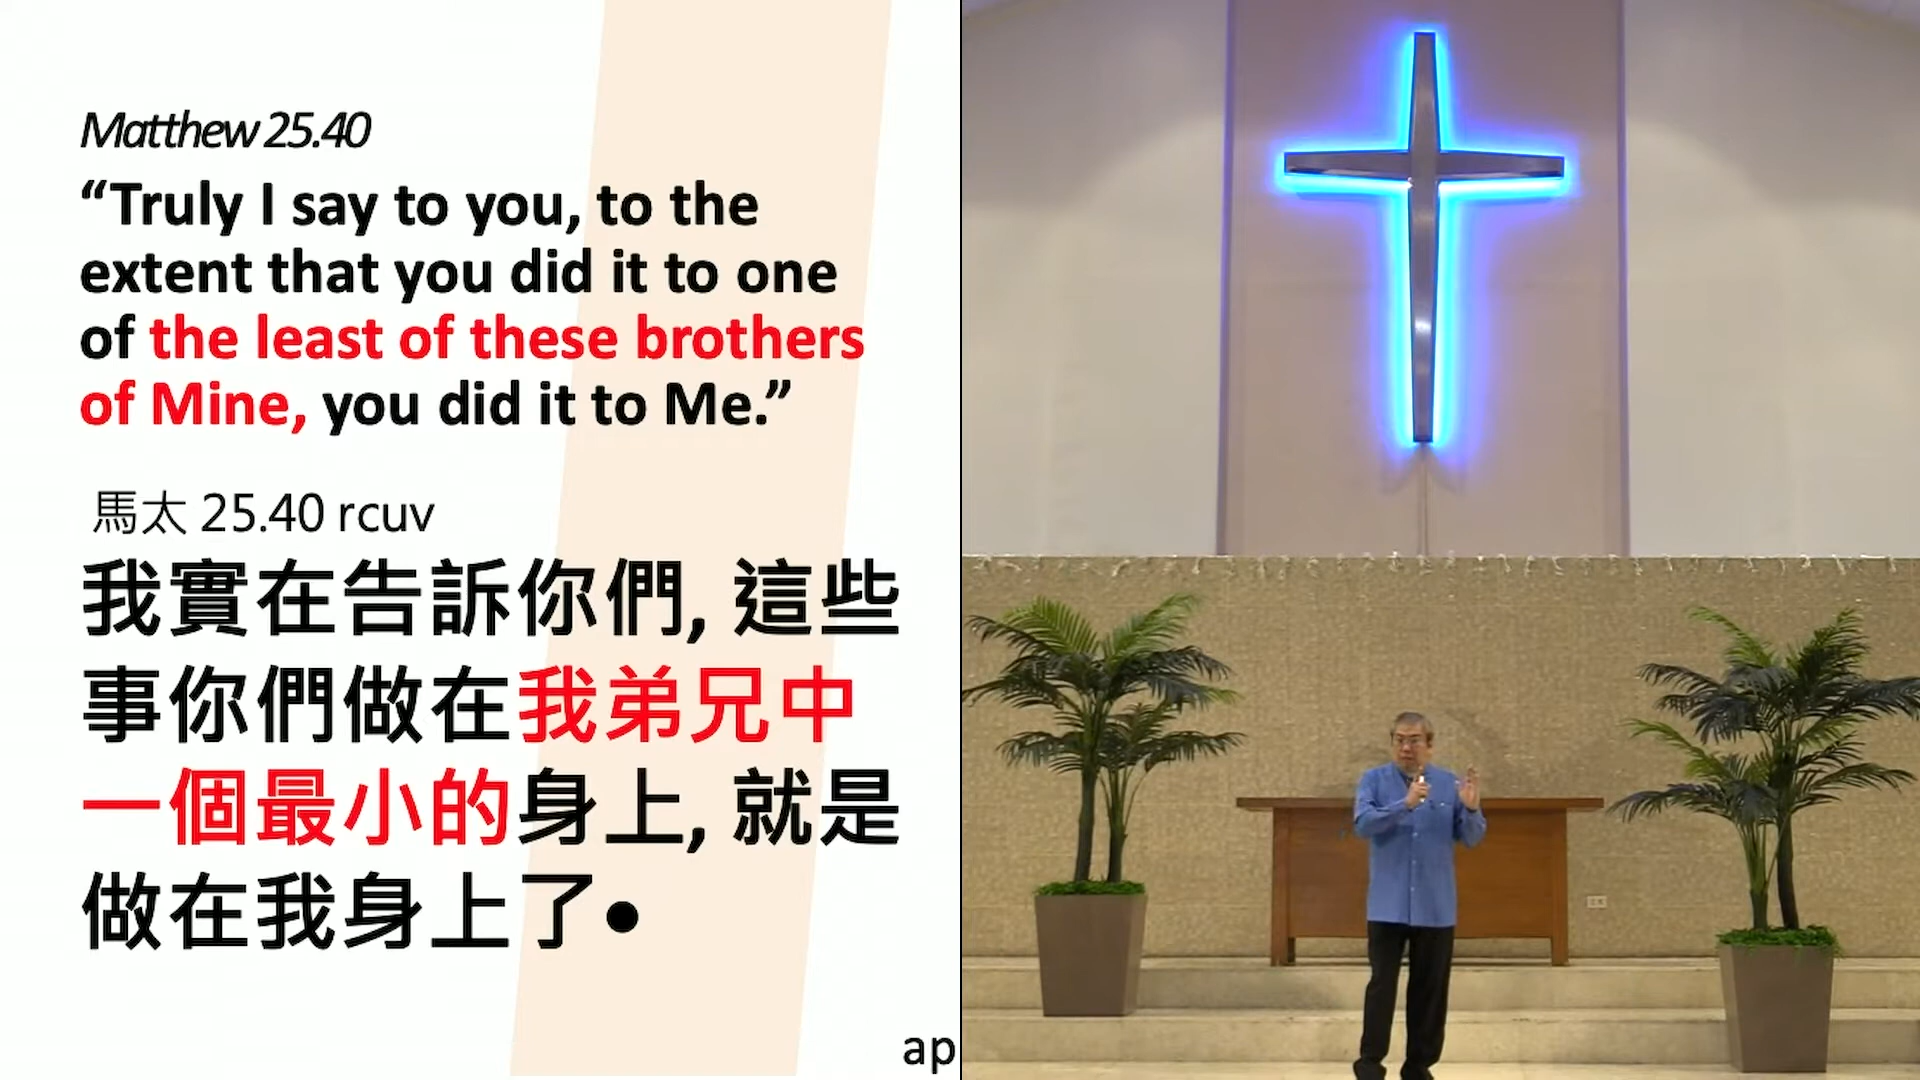 Matthew 25.40
“Truly I say to you, to the
extent that you did it to one
of the least of these brothers
of Mine, you did it to Me.”
馬太 25.40 rcuv
我實在告訴你們, 這些
事你們做在我弟兄中
一個最小的身上, 就是
做在我身上了•
ap